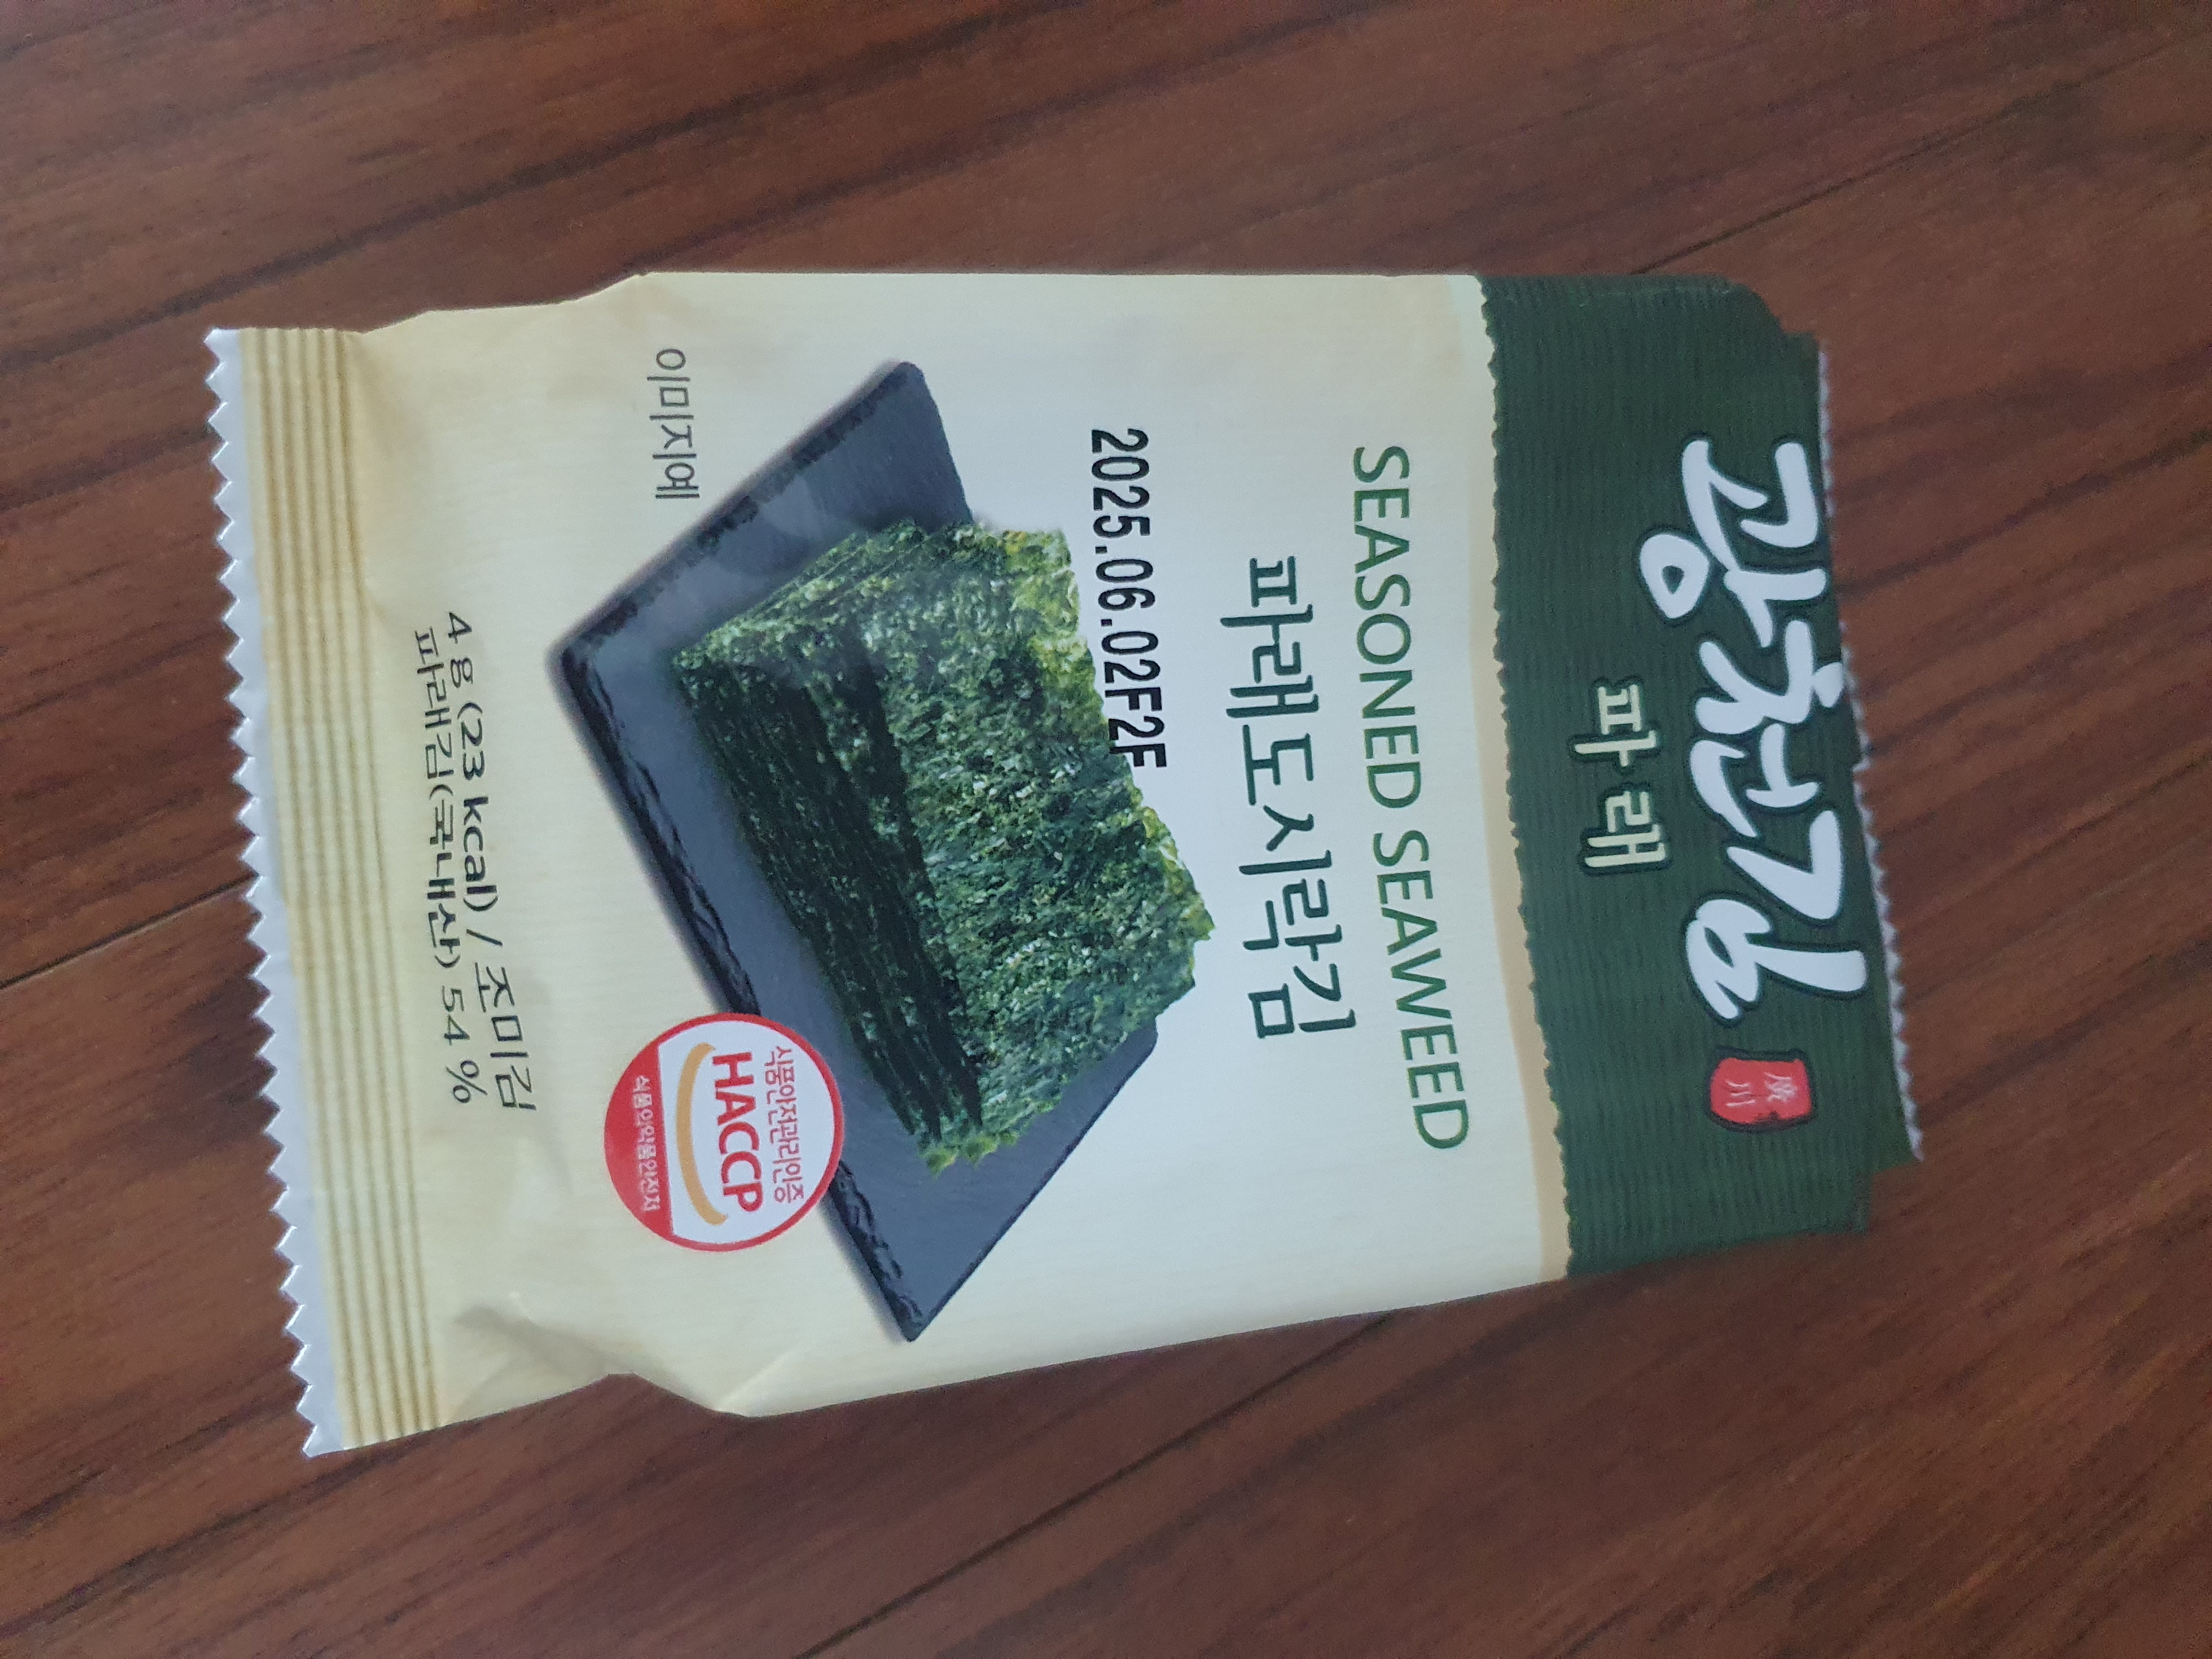 광천김
廣川
파래
SEASONED SEAWEED
파래도시락김
2025.06.02F2F
식품안전관리인증
HACCP
식품의약품안전처
이미지예
4 g (23 kcal) / 조미김
파래김(국내산) 54 %